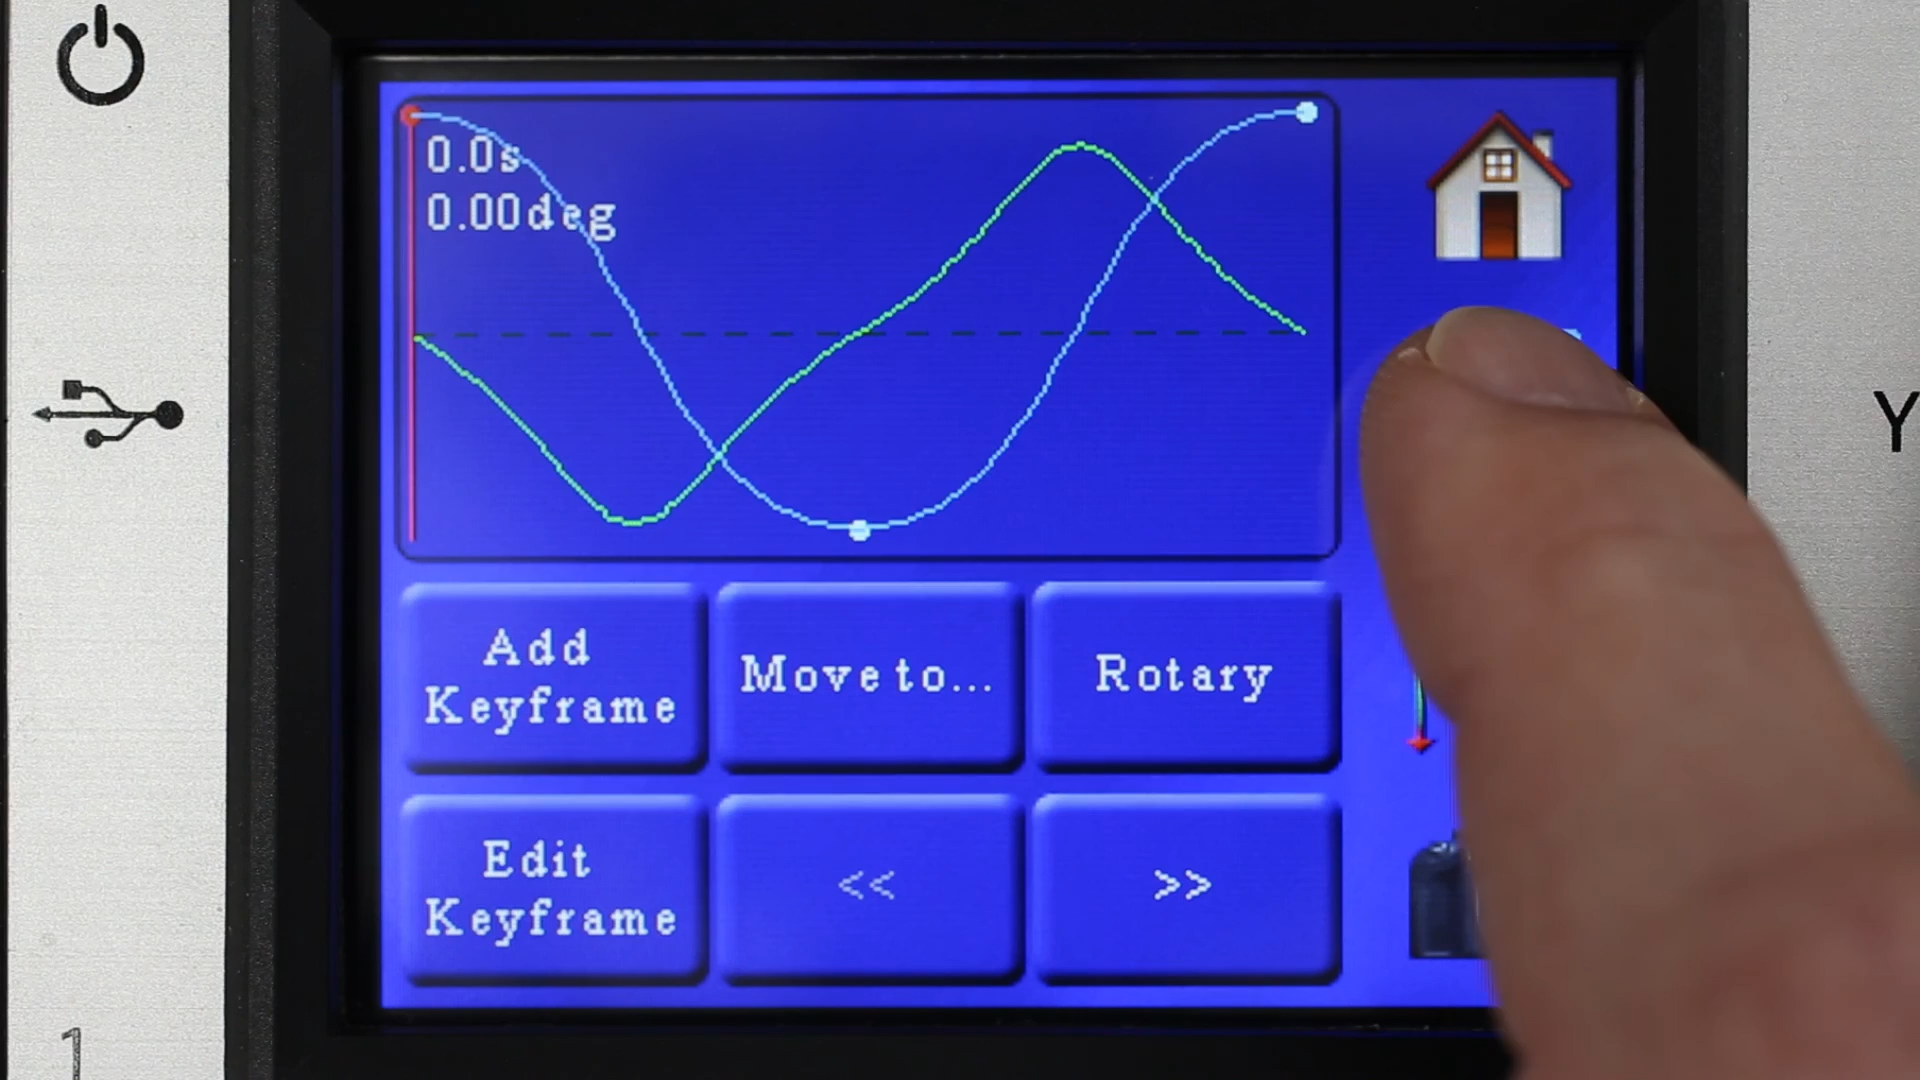 0.0s
0.00deg
Add
Keyframe
Move to...
Rotary
Edit
Keyframe
<<
>>
Y
1